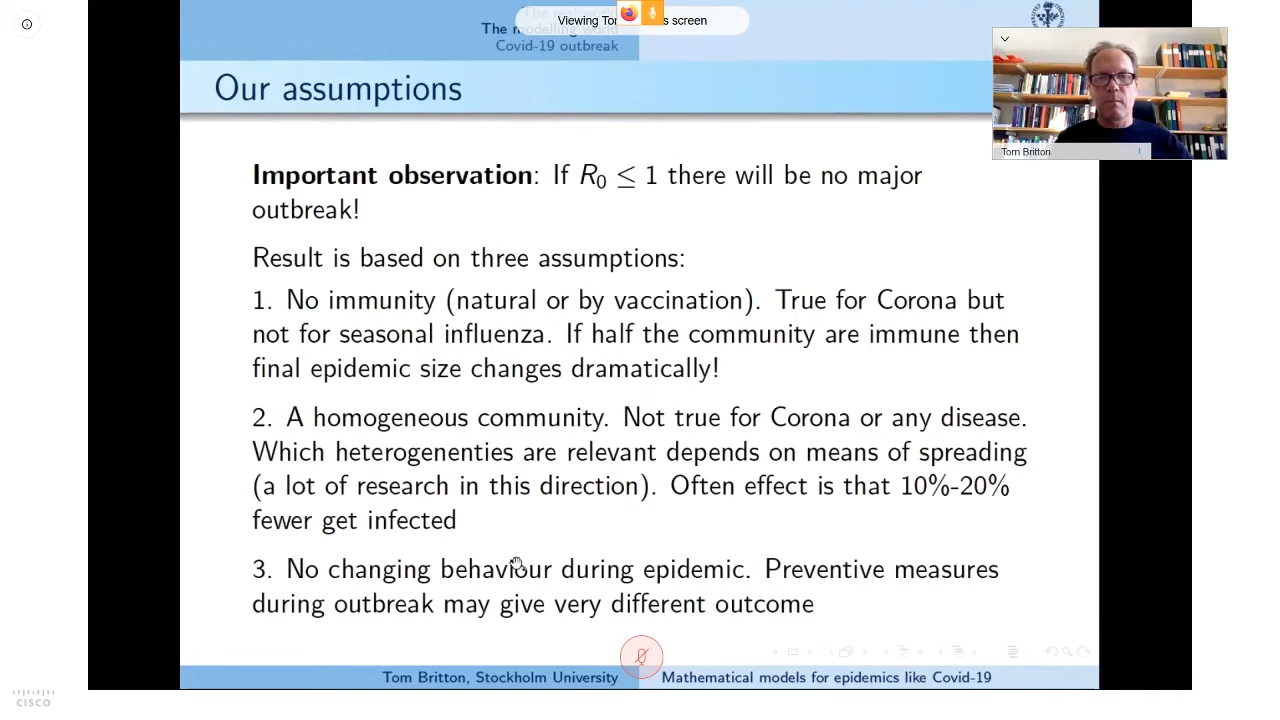 The real world
The modelling world
Covid-19 outbreak
Viewing Tom s screen
Our assumptions
Tom Britton
Important observation: If R₀ ≤ 1 there will be no major
outbreak!
Result is based on three assumptions:
1. No immunity (natural or by vaccination). True for Corona but
not for seasonal influenza. If half the community are immune then
final epidemic size changes dramatically!
2. A homogeneous community. Not true for Corona or any disease.
Which heterogenenties are relevant depends on means of spreading
(a lot of research in this direction). Often effect is that 10%-20%
fewer get infected
3. No changing behaviour during epidemic. Preventive measures
during outbreak may give very different outcome
Tom Britton, Stockholm University
Mathematical models for epidemics like Covid-19
CISCO